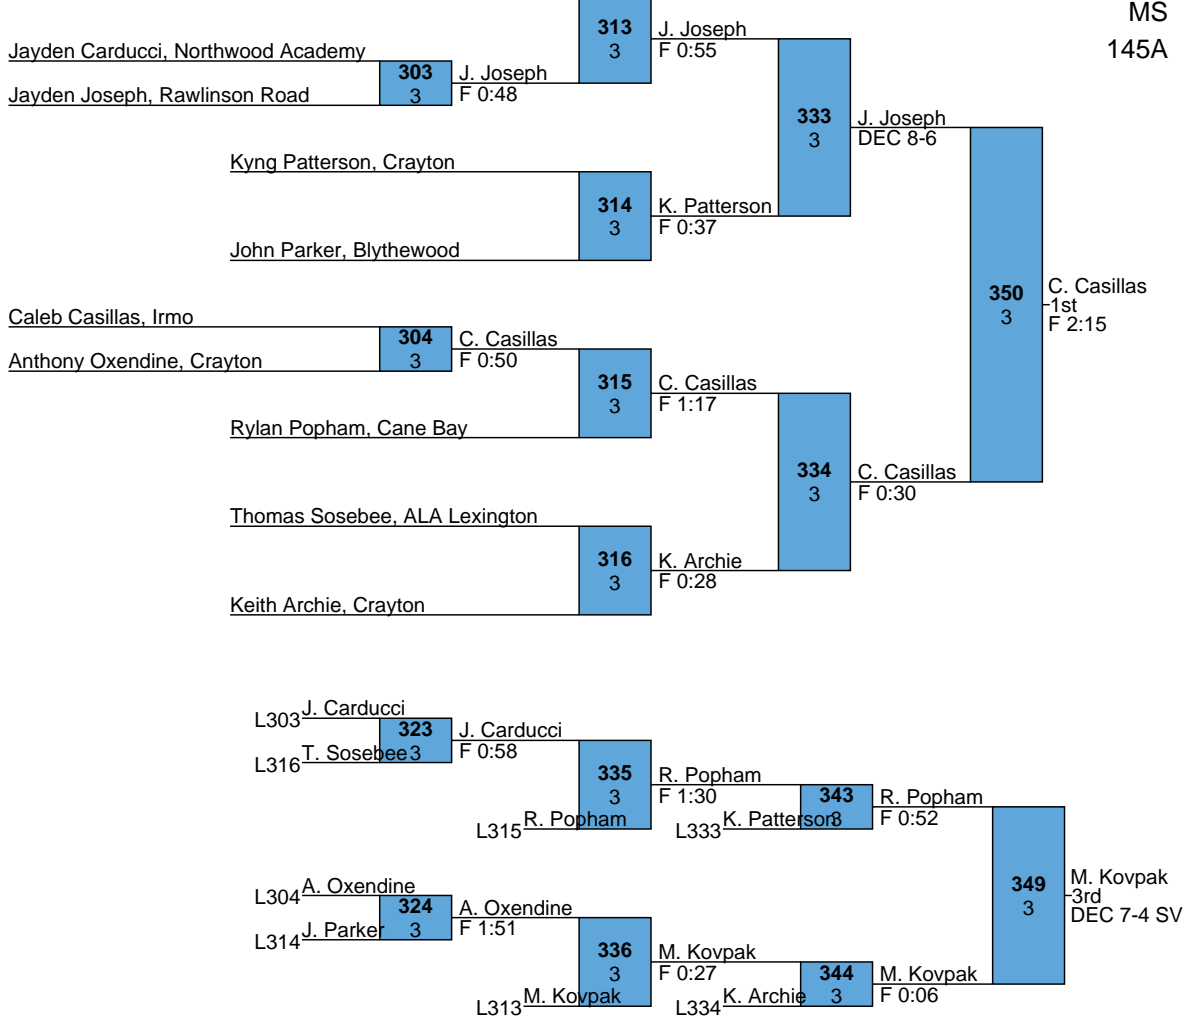 MS
145A
313
3
J. Joseph
F 0:55
Jayden Carducci, Northwood Academy
303
3
J. Joseph
F 0:48
Jayden Joseph, Rawlinson Road
333
3
J. Joseph
DEC 8-6
Kyng Patterson, Crayton
314
3
K. Patterson
F 0:37
John Parker, Blythewood
350
3
C. Casillas
1st
F 2:15
Caleb Casillas, Irmo
304
3
C. Casillas
F 0:50
Anthony Oxendine, Crayton
315
3
C. Casillas
F 1:17
Rylan Popham, Cane Bay
334
3
C. Casillas
F 0:30
Thomas Sosebee, ALA Lexington
316
3
K. Archie
F 0:28
Keith Archie, Crayton
L303 J. Carducci
323
3
J. Carducci
F 0:58
L316 T. Sosebee
335
3
R. Popham
F 1:30
L315 R. Popham
343
3
R. Popham
F 0:52
L333 K. Patterson
L304 A. Oxendine
324
3
A. Oxendine
F 1:51
L314 J. Parker
349
3
M. Kovpak
3rd
DEC 7-4 SV
336
3
M. Kovpak
F 0:27
L313 M. Kovpak
344
3
M. Kovpak
F 0:06
L334 K. Archie